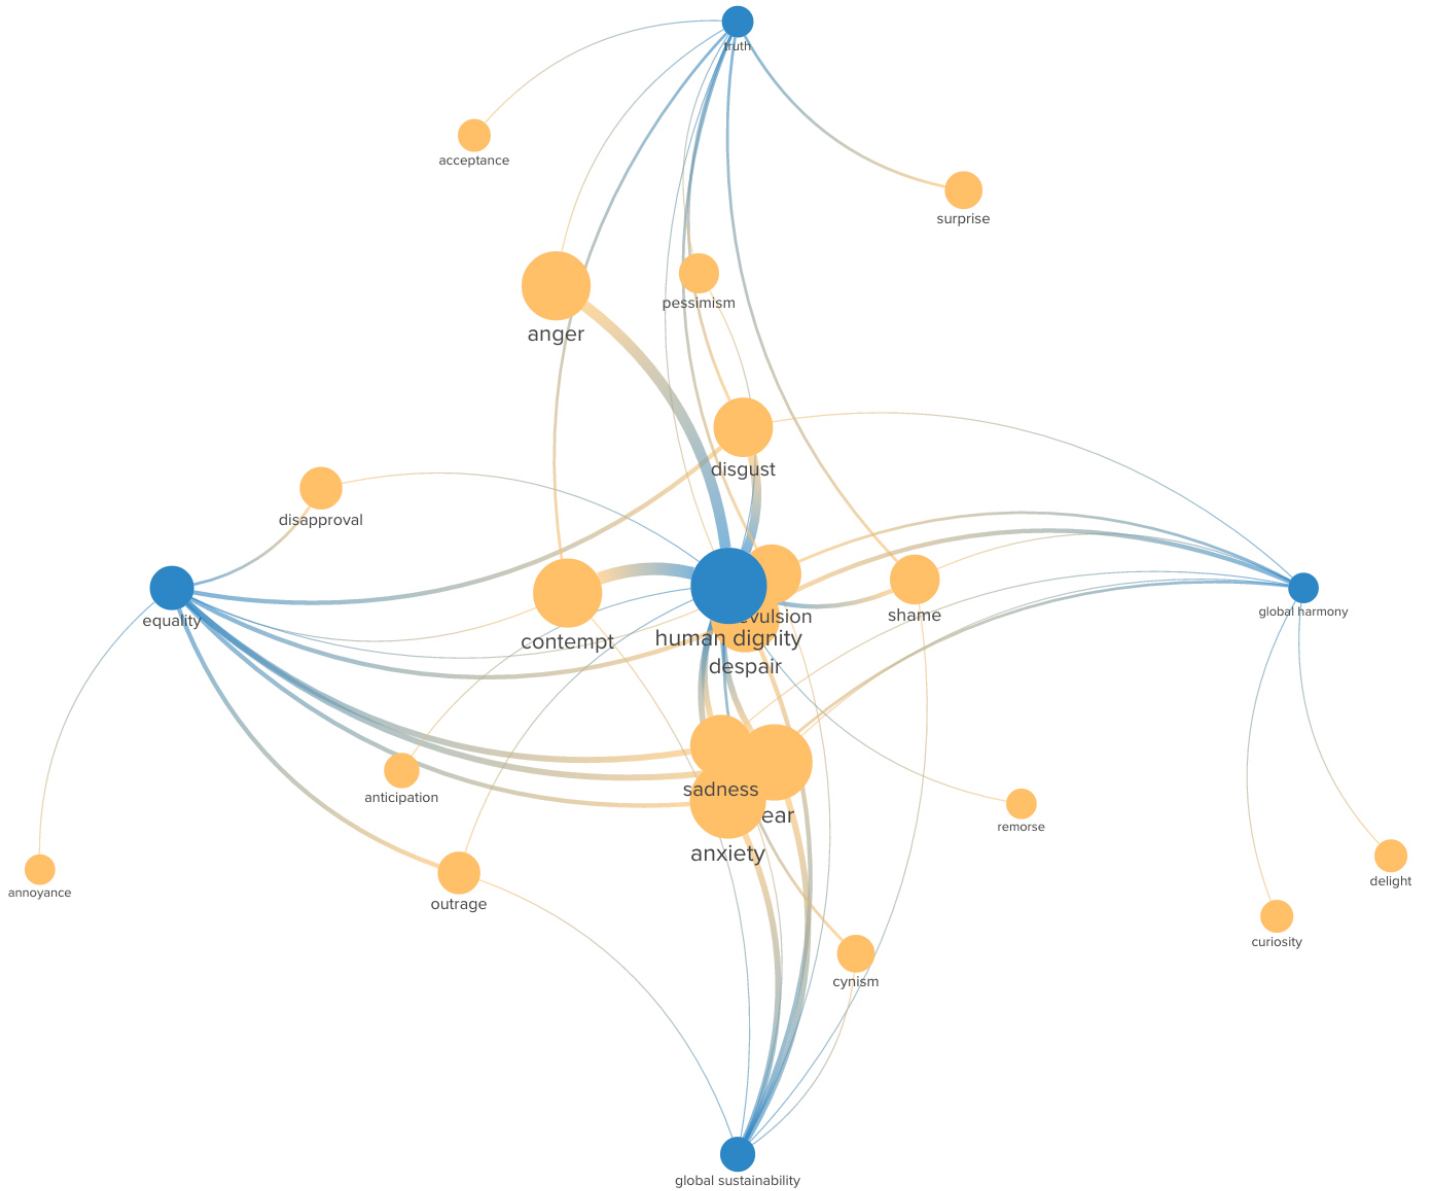 truth
acceptance
surprise
pessimism
anger
disgust
disapproval
equality
contempt
human dignity
despair
shame
global harmony
sadness
anxiety
anticipation
remorse
annoyance
outrage
delight
curiosity
cynism
global sustainability